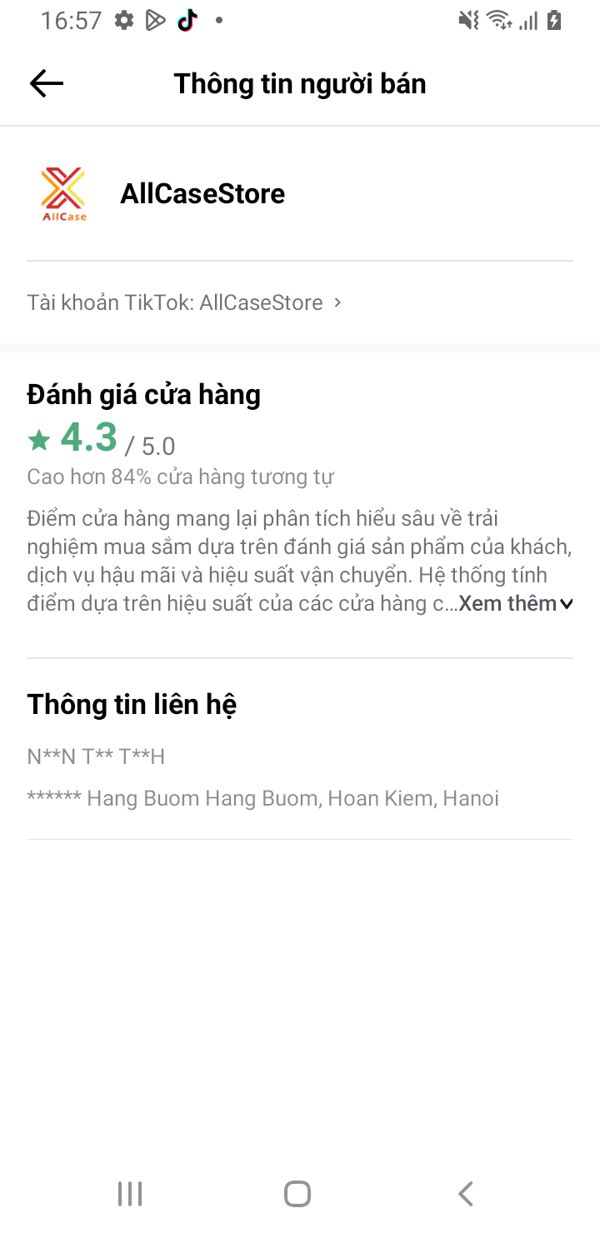 16:57
Thông tin người bán
AllCase
AllCaseStore
Tài khoản TikTok: AllCaseStore
Đánh giá cửa hàng
4.3 / 5.0
Cao hơn 84% cửa hàng tương tự
Điểm cửa hàng mang lại phân tích hiểu sâu về trải
nghiệm mua sắm dựa trên đánh giá sản phẩm của khách,
dịch vụ hậu mãi và hiệu suất vận chuyển. Hệ thống tính
điểm dựa trên hiệu suất của các cửa hàng c...Xem thêm
Thông tin liên hệ
N**N T** T**H
****** Hang Buom Hang Buom, Hoan Kiem, Hanoi